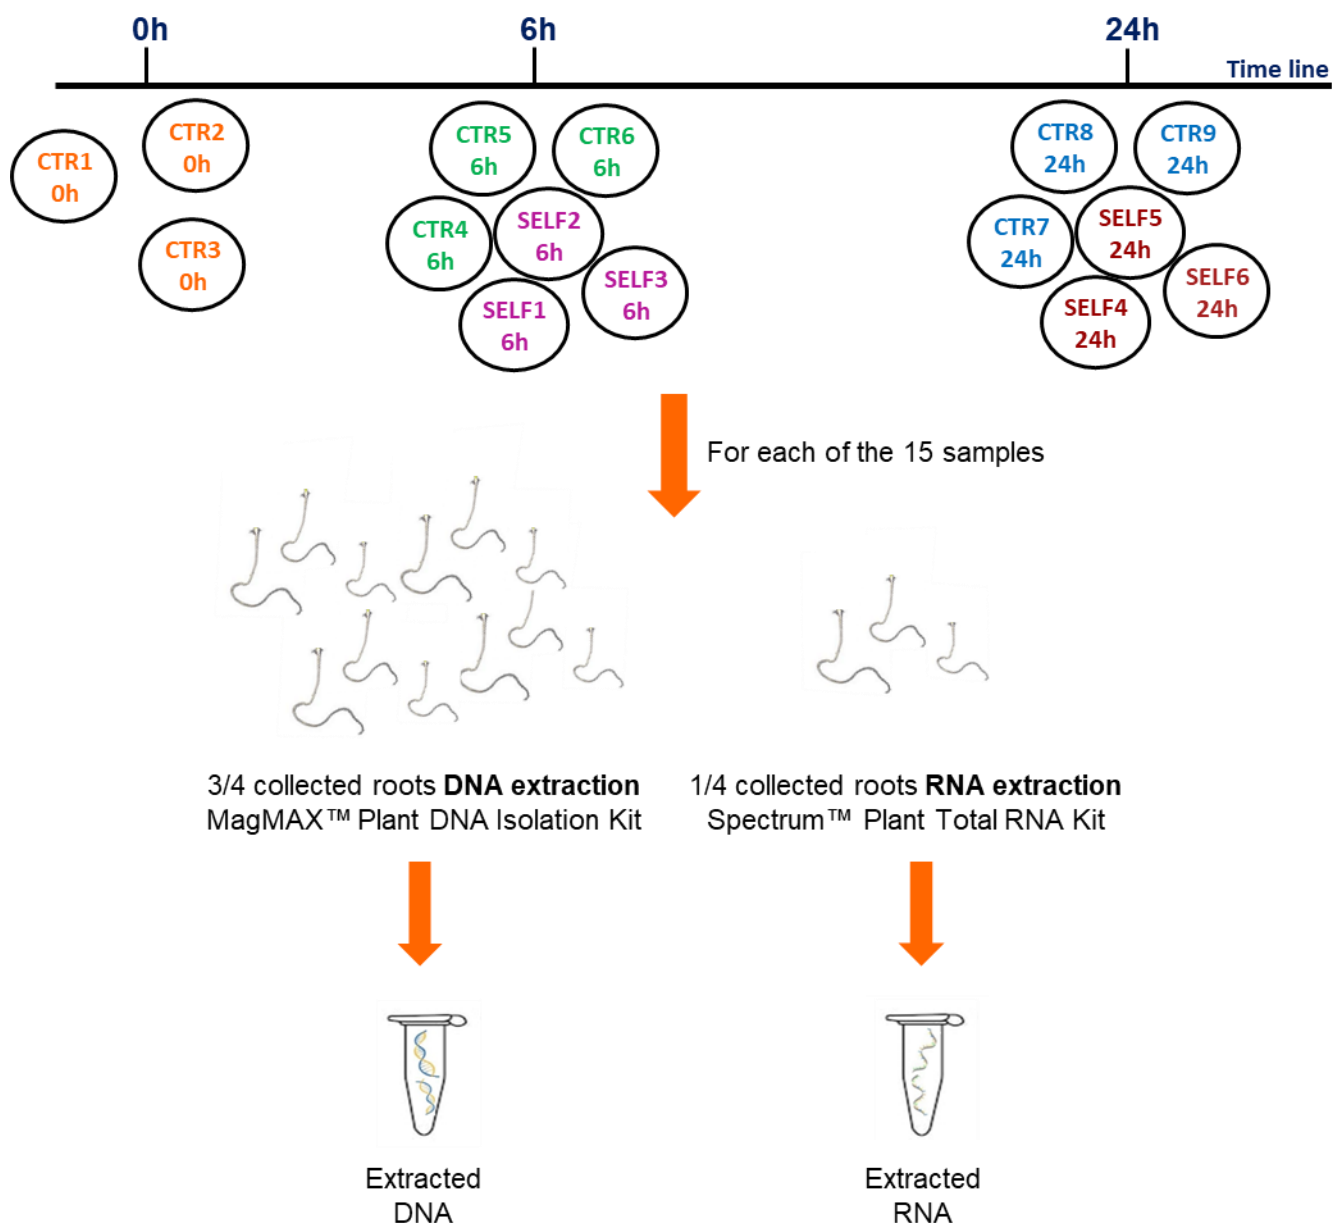 0h
6h
24h
Time line
CTR1
0h
CTR2
0h
CTR3
0h
CTR5
6h
CTR6
6h
CTR4
6h
SELF2
6h
SELF3
6h
SELF1
6h
CTR8
24h
CTR9
24h
CTR7
24h
SELF5
24h
SELF6
24h
SELF4
24h
For each of the 15 samples
3/4 collected roots DNA extraction
MagMAX™ Plant DNA Isolation Kit
1/4 collected roots RNA extraction
Spectrum™ Plant Total RNA Kit
Extracted
DNA
Extracted
RNA